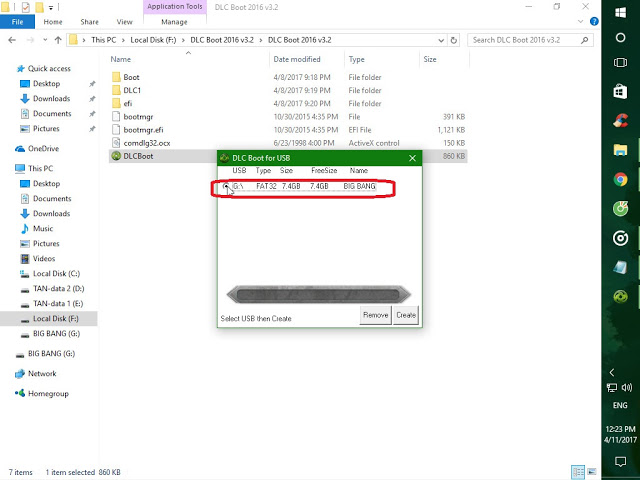 Application Tools
DLC Boot 2016 v3.2
File
Home
Share
View
Manage
This PC
Local Disk (F:)
DLC Boot 2016 v3.2
DLC Boot 2016 v3.2
Search DLC Boot 2016 v3.2
Name
Date modified
Type
Size
Quick access
Desktop
Downloads
Documents
Pictures
OneDrive
This PC
Desktop
Documents
Downloads
Music
Pictures
Videos
Local Disk (C:)
TAN-data 2 (D:)
TAN-data 1 (E:)
Local Disk (F:)
BIG BANG (G:)
BIG BANG (G:)
Network
Homegroup
Boot 4/8/2017 9:18 PM File folder
DLC1 4/8/2017 9:19 PM File folder
efi 4/8/2017 9:20 PM File folder
bootmgr 10/30/2015 4:35 PM File 391 KB
bootmgr.efi 10/30/2015 4:35 PM EFI File 1,121 KB
comdlg32.ocx 6/23/1998 4:00 PM ActiveX control 150 KB
DLCBoot 860 KB
DLC Boot for USB
USB Type Size FreeSize Name
G:\ FAT32 7.4GB 7.4GB BIG BANG
Select USB then Create
Remove
Create
ENG
12:23 PM
4/11/2017
7 items 1 item selected 860 KB